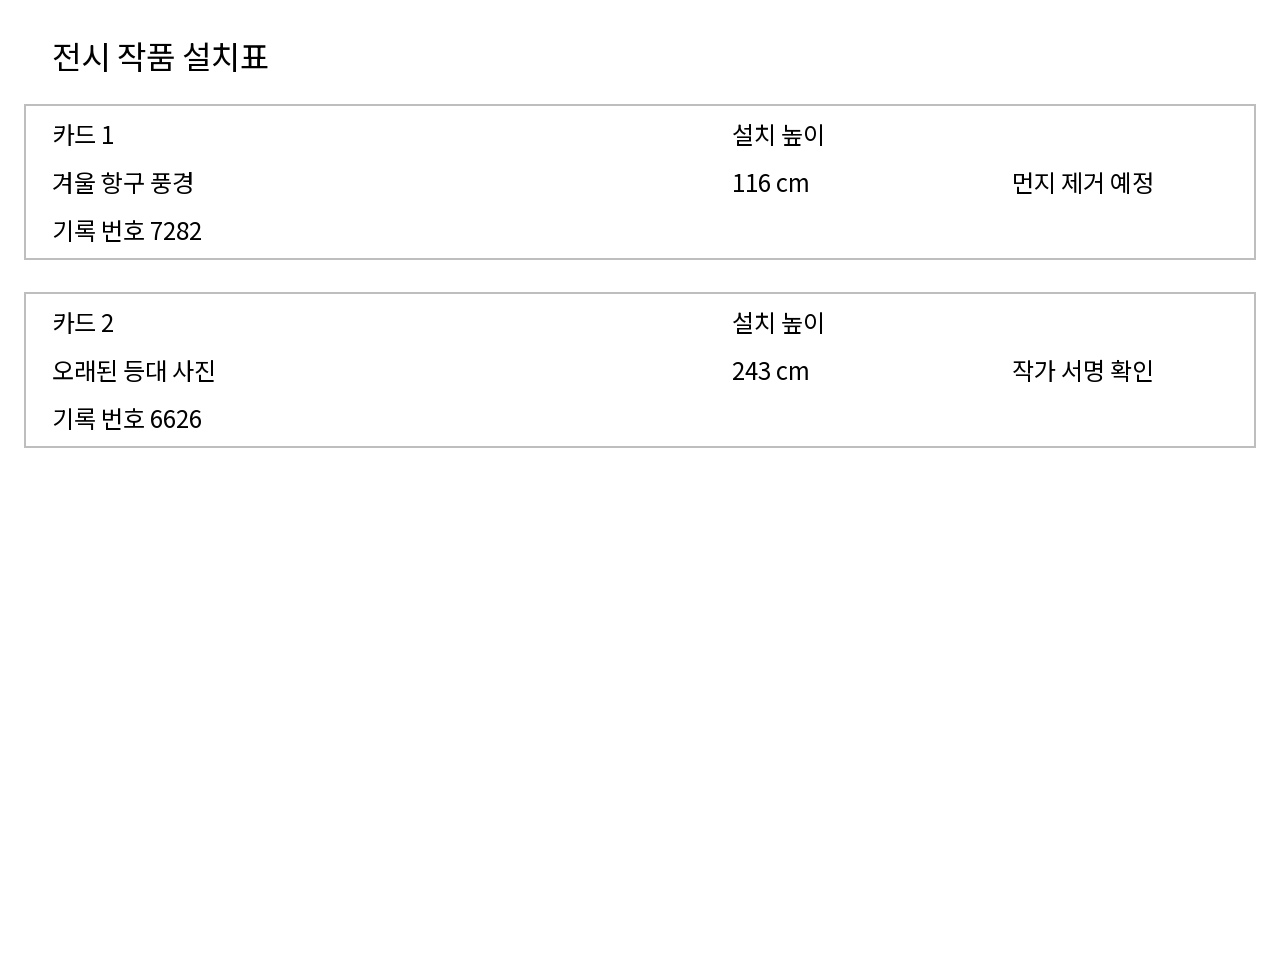 전시 작품 설치표
카드 1
설치 높이
겨울 항구 풍경
116 cm
먼지 제거 예정
기록 번호 7282
카드 2
설치 높이
오래된 등대 사진
243 cm
작가 서명 확인
기록 번호 6626